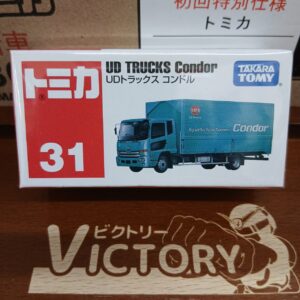 初回特別仕様
トミカ
車
トミカ
UD TRUCKS Condor
UDトラックス コンドル
TAKARA TOMY
31
Condor
ビクトリー
VICTORY